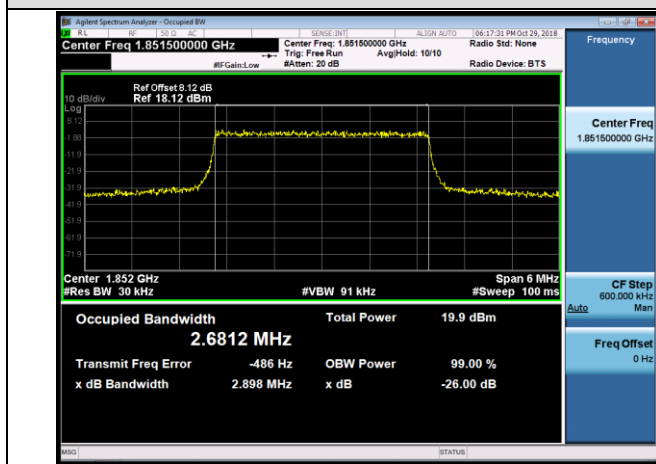 Agilent Spectrum Analyzer - Occupied BW
RL RF 50 Ω AC SENSE:INT ALIGN AUTO 06:17:31 PM Oct 29, 2018
Center Freq 1.851500000 GHz Center Freq: 1.851500000 GHz Radio Std: None Frequency
Trig: Free Run Avg|Hold: 10/10
#IFGain:Low #Atten: 20 dB Radio Device: BTS
Ref Offset 8.12 dB
10 dB/div Ref 18.12 dBm
Log
8.12
-1.88
-11.9
-21.9
-31.9
-41.9
-51.9
-61.9
-71.9
Center Freq
1.851500000 GHz
Center 1.852 GHz Span 6 MHz
#Res BW 30 kHz #VBW 91 kHz #Sweep 100 ms
CF Step
600.000 kHz
Auto Man
Occupied Bandwidth Total Power 19.9 dBm
2.6812 MHz
Transmit Freq Error -486 Hz OBW Power 99.00 %
x dB Bandwidth 2.898 MHz x dB -26.00 dB
Freq Offset
0 Hz
MSG STATUS